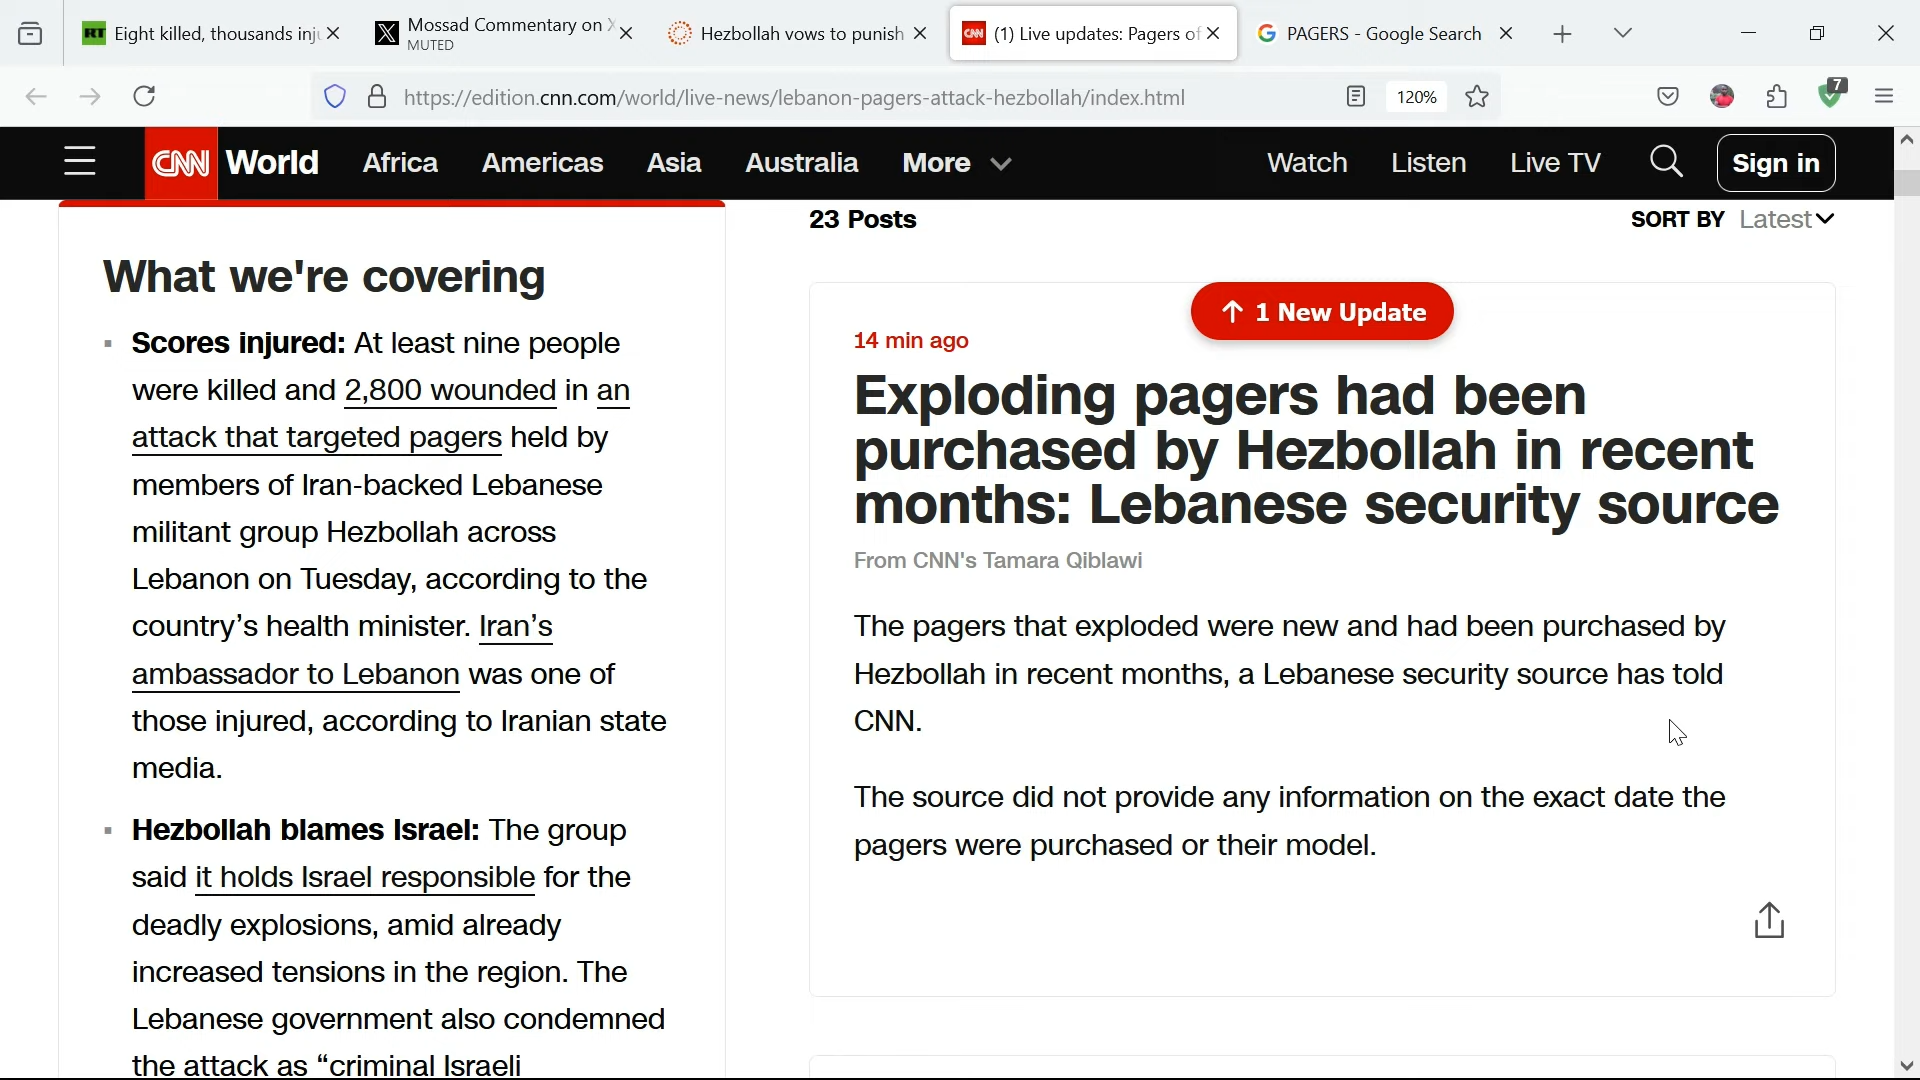 Eight killed, thousands inju
Mossad Commentary on X
MUTED
Hezbollah vows to punish
(1) Live updates: Pagers of
PAGERS - Google Search
https://edition.cnn.com/world/live-news/lebanon-pagers-attack-hezbollah/index.html
120%
7
CNN World Africa Americas Asia Australia More Watch Listen Live TV Sign in
23 Posts
SORT BY Latest
What we're covering
Scores injured: At least nine people
were killed and 2,800 wounded in an
attack that targeted pagers held by
members of Iran-backed Lebanese
militant group Hezbollah across
Lebanon on Tuesday, according to the
country’s health minister. Iran’s
ambassador to Lebanon was one of
those injured, according to Iranian state
media.
Hezbollah blames Israel: The group
said it holds Israel responsible for the
deadly explosions, amid already
increased tensions in the region. The
Lebanese government also condemned
the attack as “criminal Israeli
1 New Update
14 min ago
Exploding pagers had been
purchased by Hezbollah in recent
months: Lebanese security source
From CNN's Tamara Qiblawi
The pagers that exploded were new and had been purchased by
Hezbollah in recent months, a Lebanese security source has told
CNN.
The source did not provide any information on the exact date the
pagers were purchased or their model.